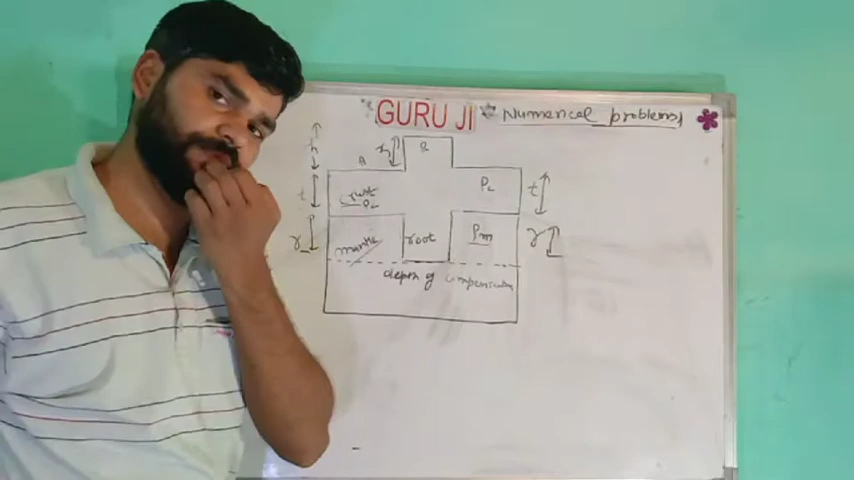 GURU JI Numerical problems
h
h
A
B
t
crust
ρc
ρc
t
r
mantle
root
ρm
r
depth of compensation